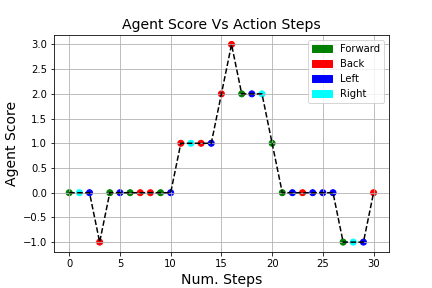 Agent Score Vs Action Steps
3.0
2.5
2.0
1.5
1.0
0.5
0.0
−0.5
−1.0
Agent Score
Forward
Back
Left
Right
0 5 10 15 20 25 30
Num. Steps